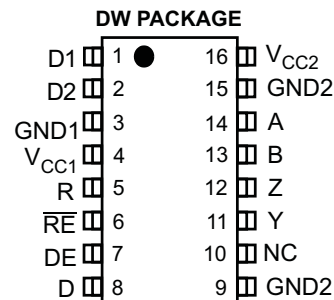 DW PACKAGE
D1 1 16 VCC2
D2 2 15 GND2
GND1 3 14 A
VCC1 4 13 B
R 5 12 Z
R̅E̅ 6 11 Y
DE 7 10 NC
D 8 9 GND2